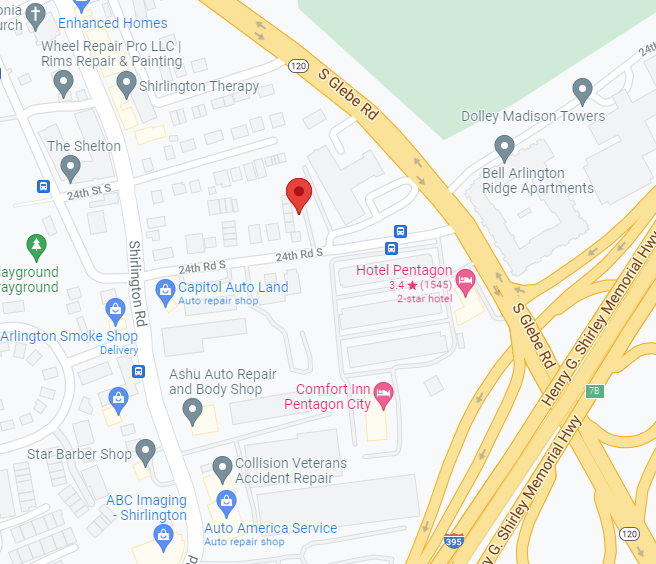 onia
urch
Enhanced Homes
Wheel Repair Pro LLC |
Rims Repair & Painting
120
S Glebe Rd
24th
Shirlington Therapy
Dolley Madison Towers
The Shelton
Bell Arlington
Ridge Apartments
24th St S
ayground
ayground
Shirlington Rd
24th Rd S
24th Rd S
Hotel Pentagon
3.4 ★ (1545)
2-star hotel
Capitol Auto Land
Auto repair shop
Henry G. Shirley Memorial Hwy
S Glebe Rd
Arlington Smoke Shop
Delivery
Ashu Auto Repair
and Body Shop
Comfort Inn
Pentagon City
7B
Star Barber Shop
Collision Veterans
Accident Repair
ABC Imaging
- Shirlington
Auto America Service
Auto repair shop
395
y G. Shirley Memorial Hwy
120
Rd